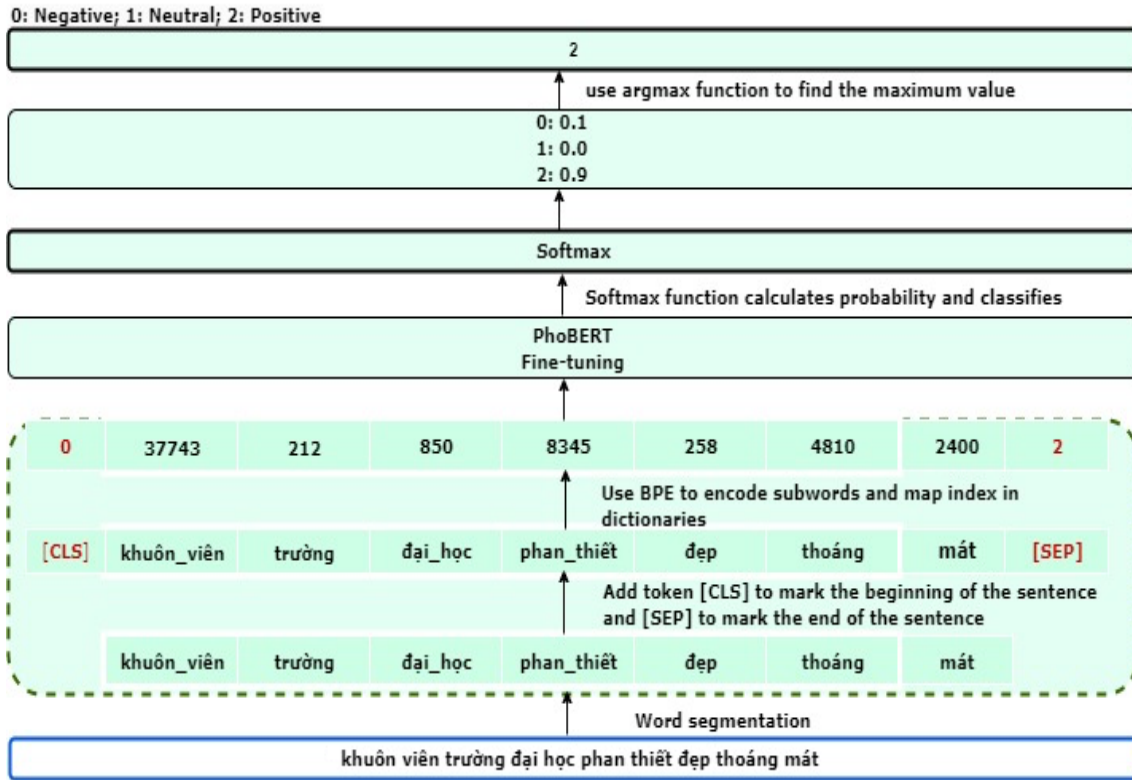 0: Negative; 1: Neutral; 2: Positive
2
use argmax function to find the maximum value
0: 0.1
1: 0.0
2: 0.9
Softmax
Softmax function calculates probability and classifies
PhoBERT
Fine-tuning
0 37743 212 850 8345 258 4810 2400 2
Use BPE to encode subwords and map index in
dictionaries
[CLS] khuôn_viên trường đại_học phan_thiết đẹp thoáng mát [SEP]
Add token [CLS] to mark the beginning of the sentence
and [SEP] to mark the end of the sentence
khuôn_viên trường đại_học phan_thiết đẹp thoáng mát
Word segmentation
khuôn viên trường đại học phan thiết đẹp thoáng mát